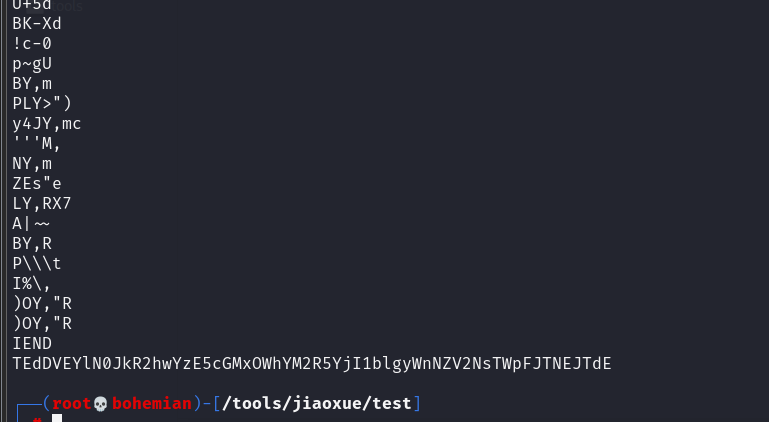 U+5d
BK-Xd
!c-0
p~gU
BY,m
PLY>")
y4JY,mc
'''M,
NY,m
ZEs"e
LY,RX7
A|~~
BY,R
P\\\t
I%\,
)OY,"R
)OY,"R
IEND
TEdDVEYlN0JkR2hwYzE5cGMxOWhYM2R5YjI1blgyWnNZV2NsTWpFJTNEJTdE
┌──(root💀bohemian)-[/tools/jiaoxue/test]
└─#